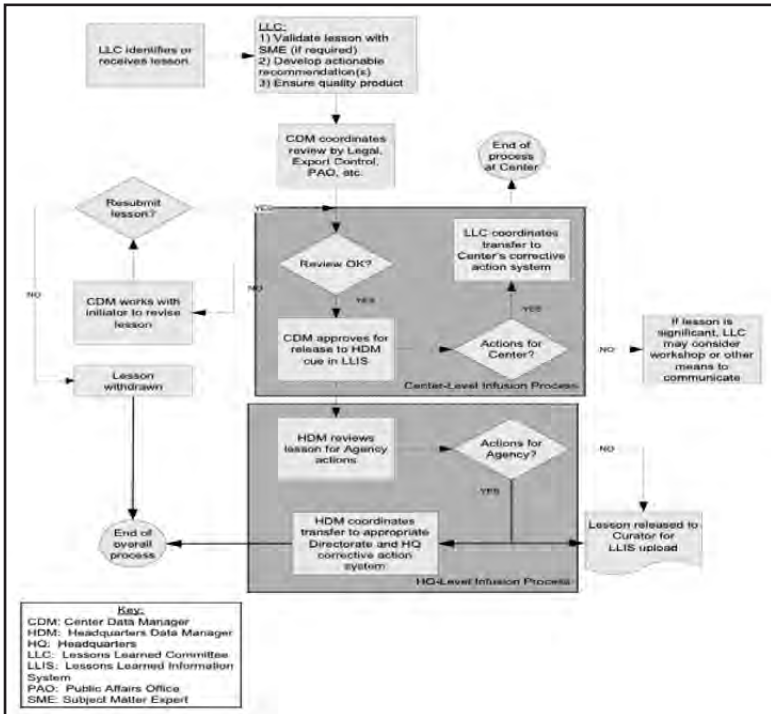 LLC identifies or
receives lesson.
LLC:
1) Validate lesson with
SME (if required)
2) Develop actionable
recommendation(s)
3) Ensure quality product
CDM coordinates
review by Legal,
Export Control,
PAO, etc.
End of
process
at Center
Resubmit
lesson?
YES
LLC coordinates
transfer to
Center's corrective
action system
Review OK?
NO
NO
CDM works with
initiator to revise
lesson
YES
YES
CDM approves for
release to HDM
cue in LLIS
Actions for
Center?
NO
If lesson is
significant, LLC
may consider
workshop or other
means to
communicate
Lesson
withdrawn
Center-Level Infusion Process
HDM reviews
lesson for Agency
actions
Actions for
Agency?
NO
YES
End of
overall
process
HDM coordinates
transfer to appropriate
Directorate and HQ
corrective action
system
Lesson released to
Curator for
LLIS upload
HQ-Level Infusion Process
Key:
CDM: Center Data Manager
HDM: Headquarters Data Manager
HQ: Headquarters
LLC: Lessons Learned Committee
LLIS: Lessons Learned Information
System
PAO: Public Affairs Office
SME: Subject Matter Expert